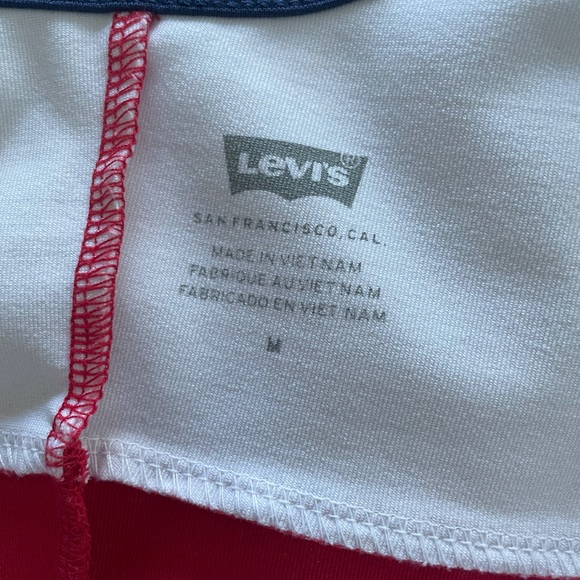 Levi's ®
SAN FRANCISCO, CAL.
MADE IN VIET NAM
FABRIQUE AU VIET NAM
FABRICADO EN VIET NAM
M